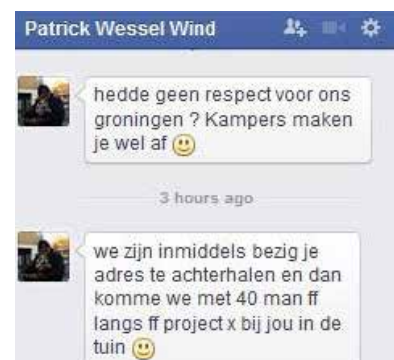 Patrick Wessel Wind
hedde geen respect voor ons
groningen ? Kampers maken
je wel af
3 hours ago
we zijn inmiddels bezig je
adres te achterhalen en dan
komme we met 40 man ff
langs ff project x bij jou in de
tuin